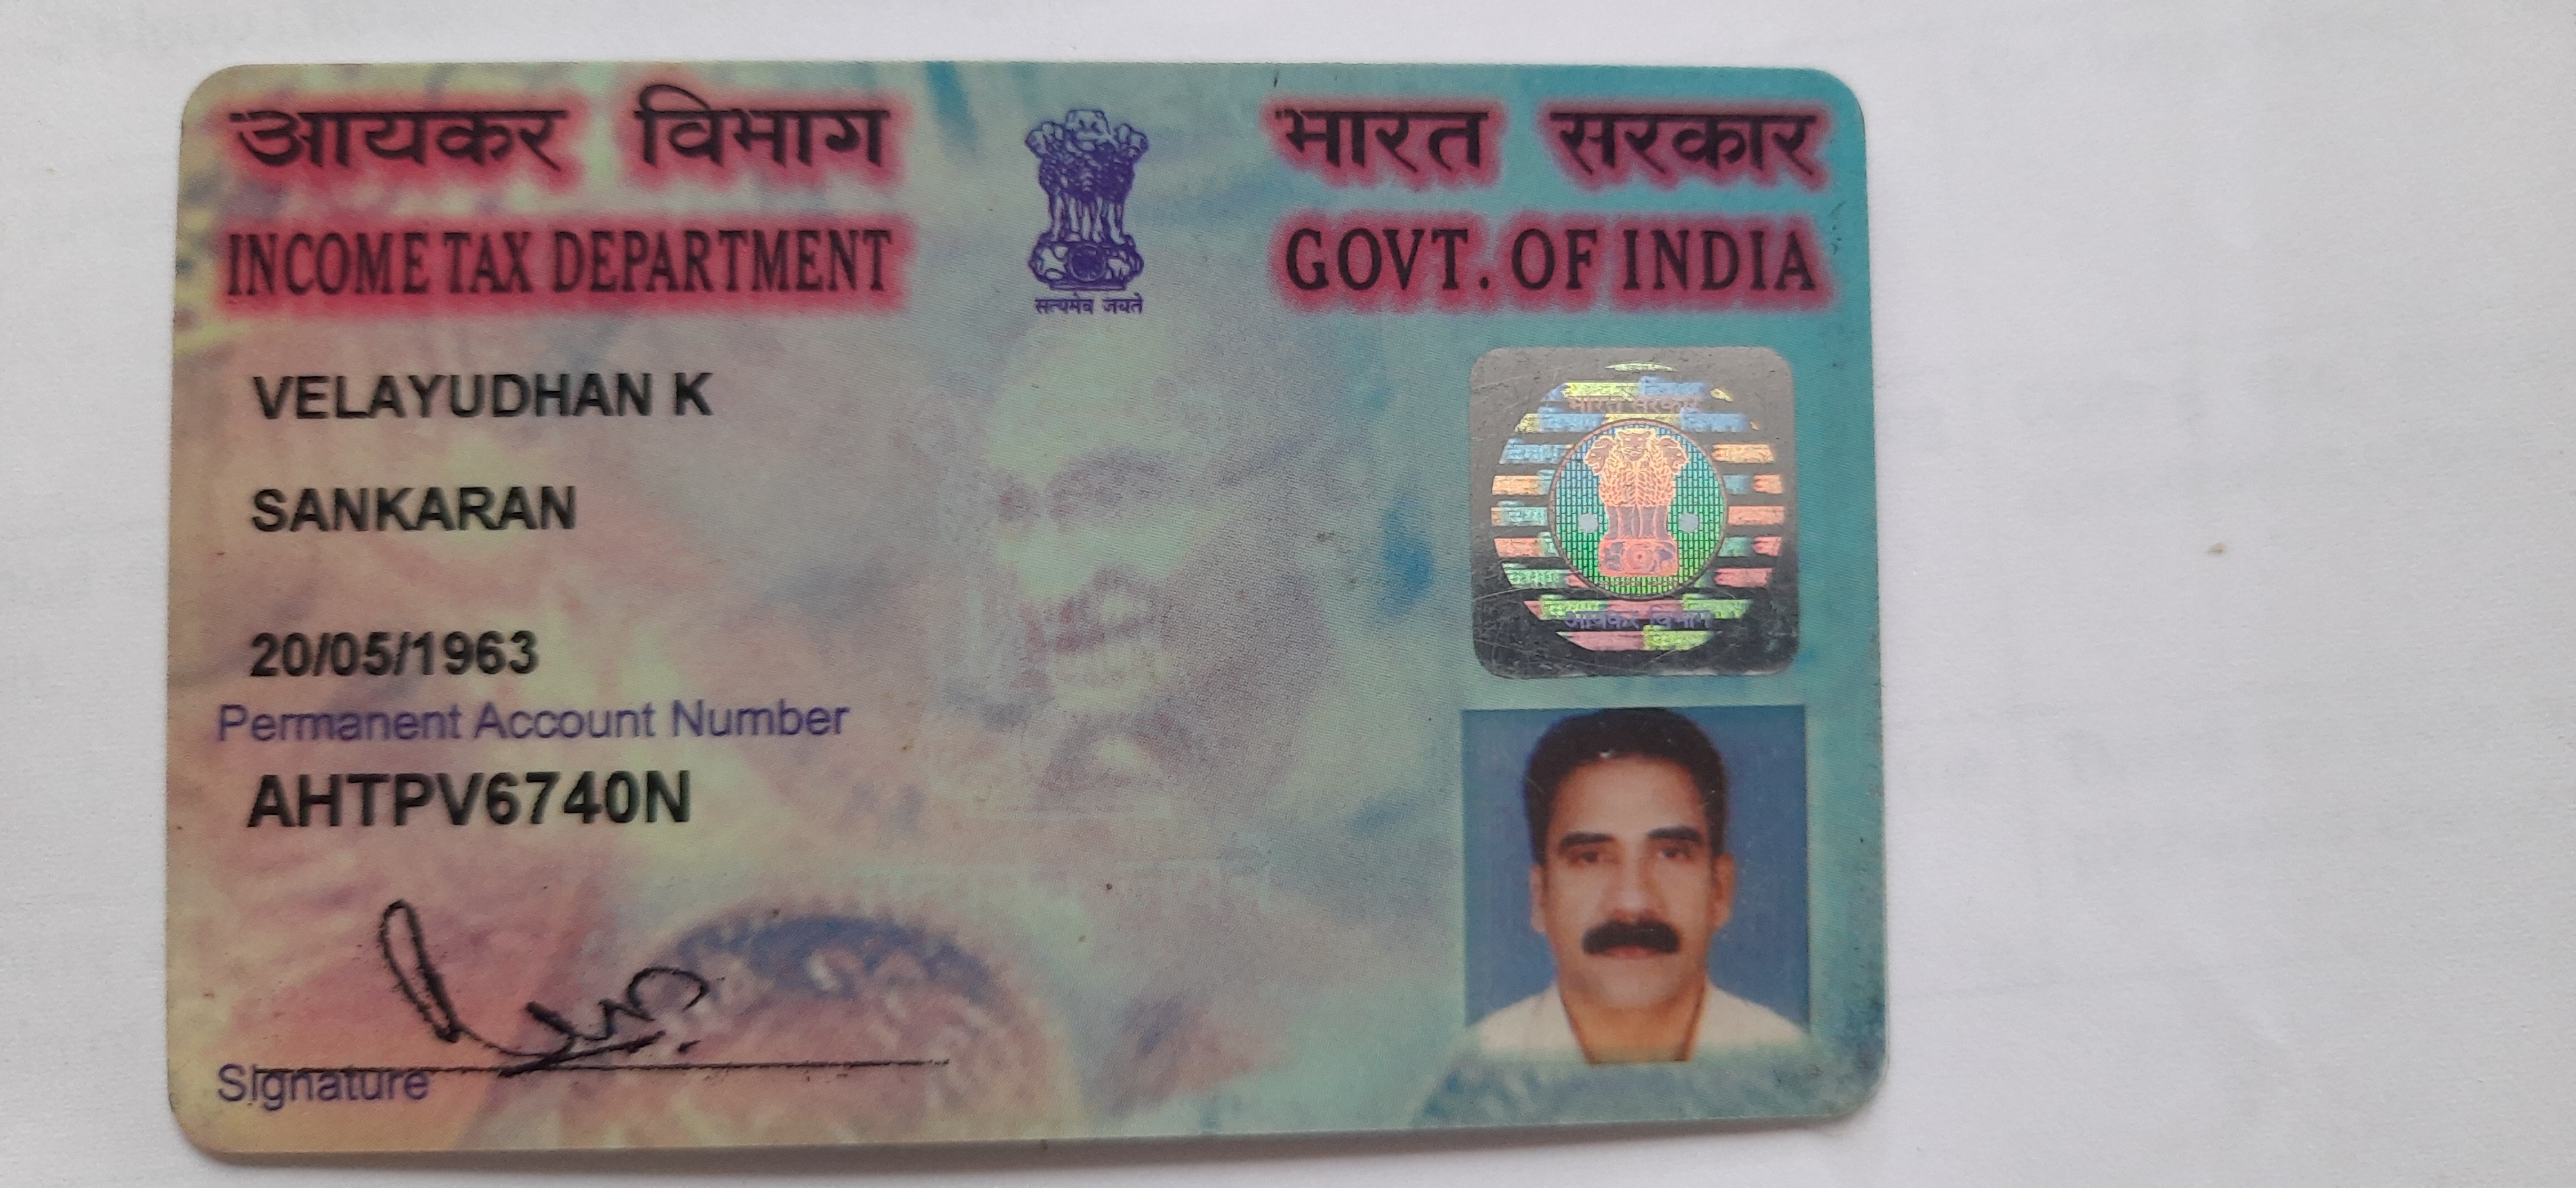 आयकर विभाग
INCOME TAX DEPARTMENT
सत्यमेव जयते
भारत सरकार
GOVT. OF INDIA
VELAYUDHAN K
SANKARAN
20/05/1963
Permanent Account Number
AHTPV6740N
Signature